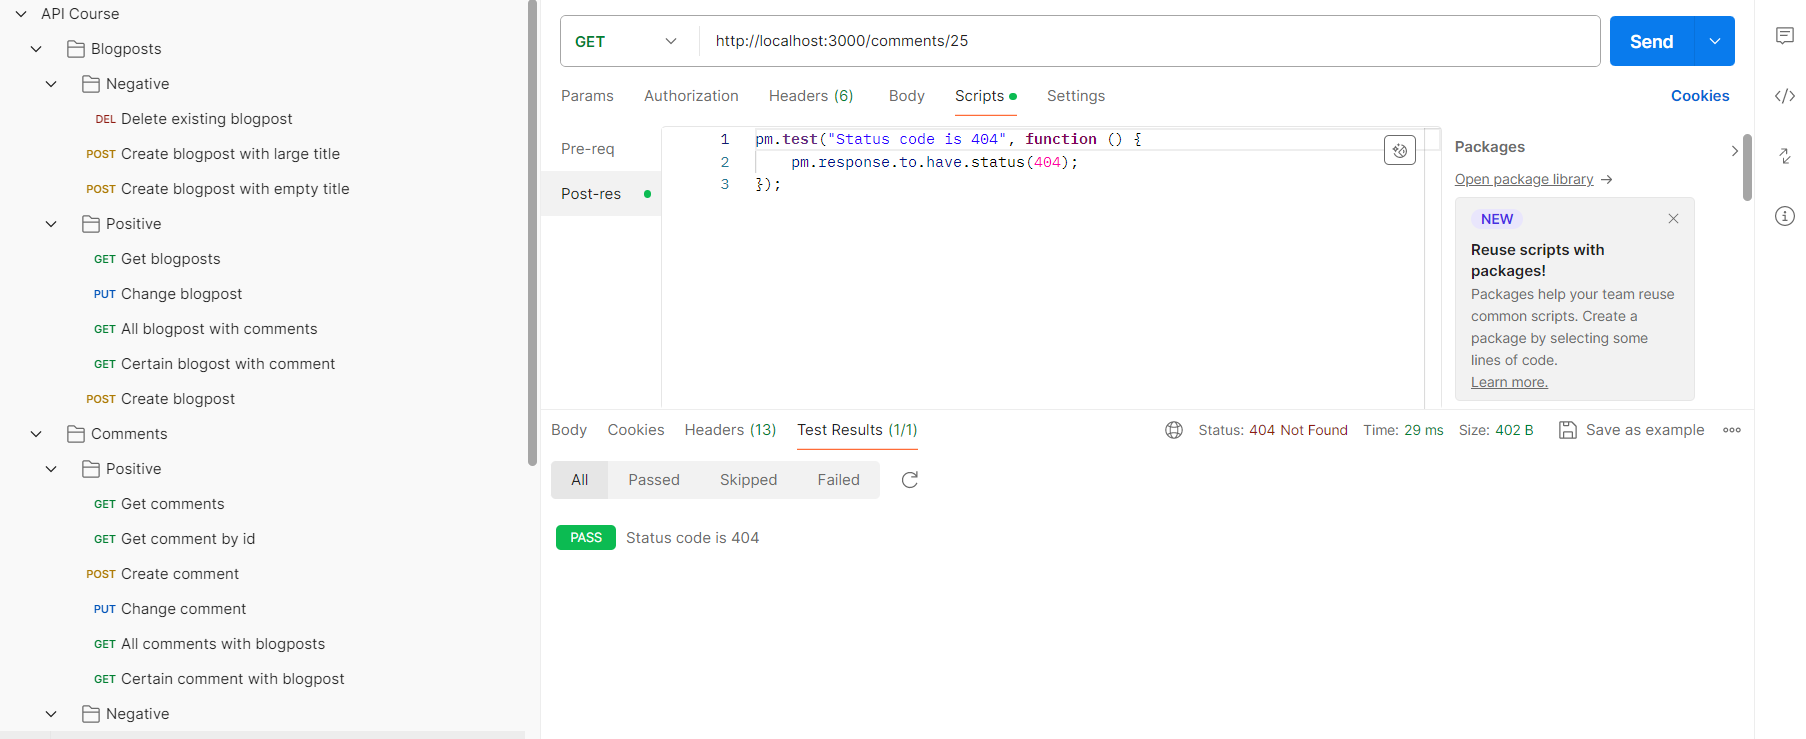 API Course
Blogposts
Negative
DEL Delete existing blogpost
POST Create blogpost with large title
POST Create blogpost with empty title
Positive
GET Get blogposts
PUT Change blogpost
GET All blogpost with comments
GET Certain blogost with comment
POST Create blogpost
Comments
Positive
GET Get comments
GET Get comment by id
POST Create comment
PUT Change comment
GET All comments with blogposts
GET Certain comment with blogpost
Negative
GET http://localhost:3000/comments/25 Send
Params Authorization Headers (6) Body Scripts Settings Cookies
Pre-req
Post-res
1 pm.test("Status code is 404", function () {
2 pm.response.to.have.status(404);
3 });
Packages
Open package library →
NEW
Reuse scripts with
packages!
Packages help your team reuse
common scripts. Create a
package by selecting some
lines of code.
Learn more.
Body Cookies Headers (13) Test Results (1/1) Status: 404 Not Found Time: 29 ms Size: 402 B Save as example
All Passed Skipped Failed
PASS Status code is 404